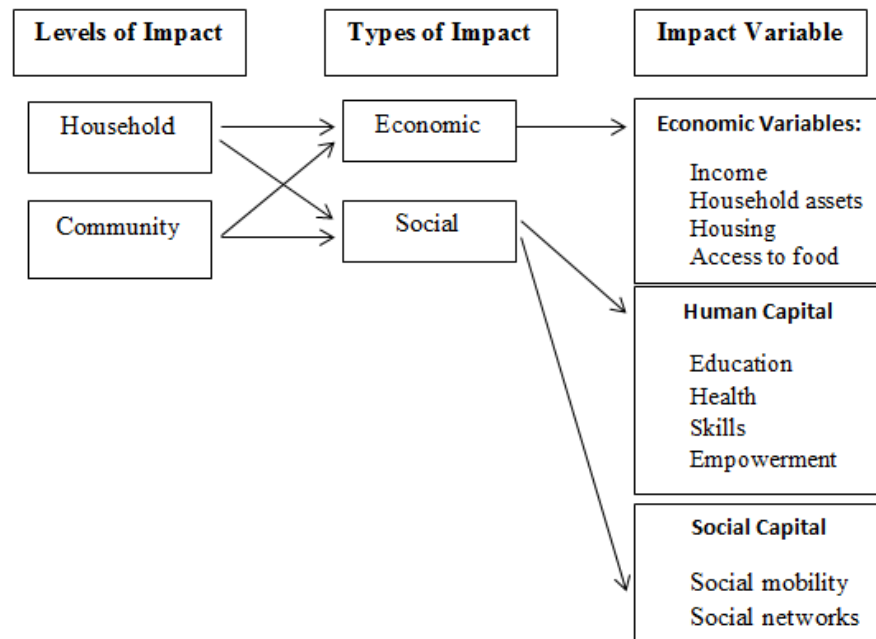 Levels of Impact
Types of Impact
Impact Variable
Household
Economic
Economic Variables:
Income
Household assets
Housing
Access to food
Community
Social
Human Capital
Education
Health
Skills
Empowerment
Social Capital
Social mobility
Social networks